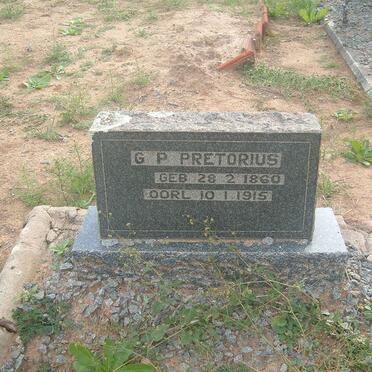 G P PRETORIUS
GEB 28 2 1860
OORL 10 1 1915